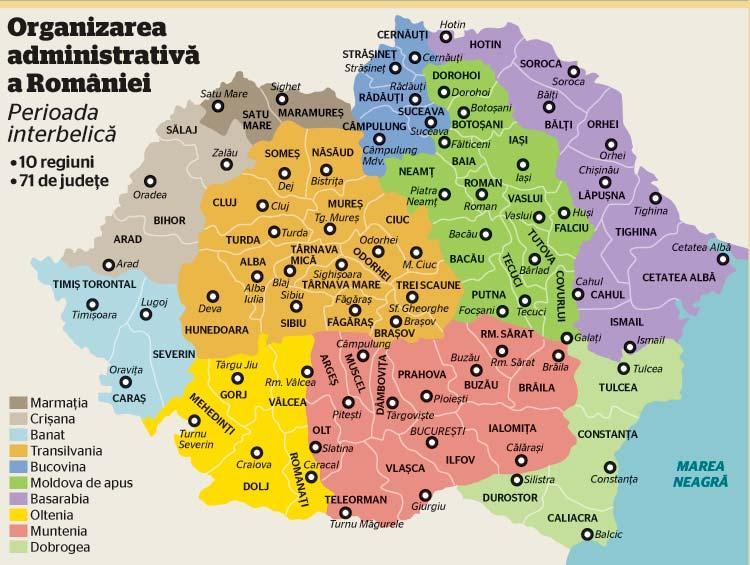 Organizarea
administrativă
a României
Perioada
interbelică
• 10 regiuni
• 71 de județe
Marmația
Crișana
Banat
Transilvania
Bucovina
Moldova de apus
Basarabia
Oltenia
Muntenia
Dobrogea
Hotin
CERNĂUȚI
HOTIN
STRĂSINEȚ
Cernăuți
Străsineț
SOROCA
Soroca
DOROHOI
Dorohoi
Rădăuți
RĂDĂUȚI
Bălți
BĂLȚI
SUCEAVA
Suceava
Botoșani
BOTOȘANI
ORHEI
Orhei
Satu Mare
Sighet
SATU
MARE
MARAMUREȘ
CÂMPULUNG
Câmpulung
Mdv.
Fălticeni
BAIA
IAȘI
Iași
SĂLAJ
Zalău
SOMEȘ
Dej
NĂSĂUD
Bistrița
NEAMȚ
Piatra
Neamț
ROMAN
Roman
Chișinău
LĂPUȘNA
Tighina
TIGHINA
Oradea
BIHOR
CLUJ
Cluj
MUREȘ
Tg. Mureș
CIUC
VASLUI
Vaslui
Huși
FALCIU
ARAD
Arad
TURDA
Turda
Odorhei
ODORHEI
M. Ciuc
Bacău
BACĂU
TUTOVA
Bârlad
Cetatea Albă
CETATEA ALBĂ
TÂRNAVA
MICĂ
ALBA
Alba
Iulia
Blaj
Sighișoara
TÂRNAVA MARE
TREI SCAUNE
Sf. Gheorghe
TECUCI
Tecuci
COVURLUI
Cahul
CAHUL
TIMIȘ TORONTAL
Timișoara
Lugoj
Deva
HUNEDOARA
Sibiu
SIBIU
Făgăraș
FĂGĂRAȘ
Brașov
BRAȘOV
PUTNA
Focșani
ISMAIL
Ismail
SEVERIN
Oravița
CARAȘ
Târgu Jiu
GORJ
Rm. Vâlcea
VÂLCEA
ARGEȘ
Câmpulung
MUSCEL
DÂMBOVIȚA
PRAHOVA
Ploiești
Buzău
BUZĂU
RM. SĂRAT
Rm. Sărat
Galați
Brăila
BRĂILA
Tulcea
TULCEA
MEHEDINȚI
Turnu
Severin
Pitești
Târgoviște
OLT
Slatina
BUCUREȘTI
ILFOV
IALOMIȚA
Călărași
CONSTANȚA
Constanța
Craiova
DOLJ
ROMANAȚI
Caracal
VLAȘCA
TELEORMAN
Turnu Măgurele
Giurgiu
Silistra
DUROSTOR
CALIACRA
Balcic
MAREA
NEAGRĂ